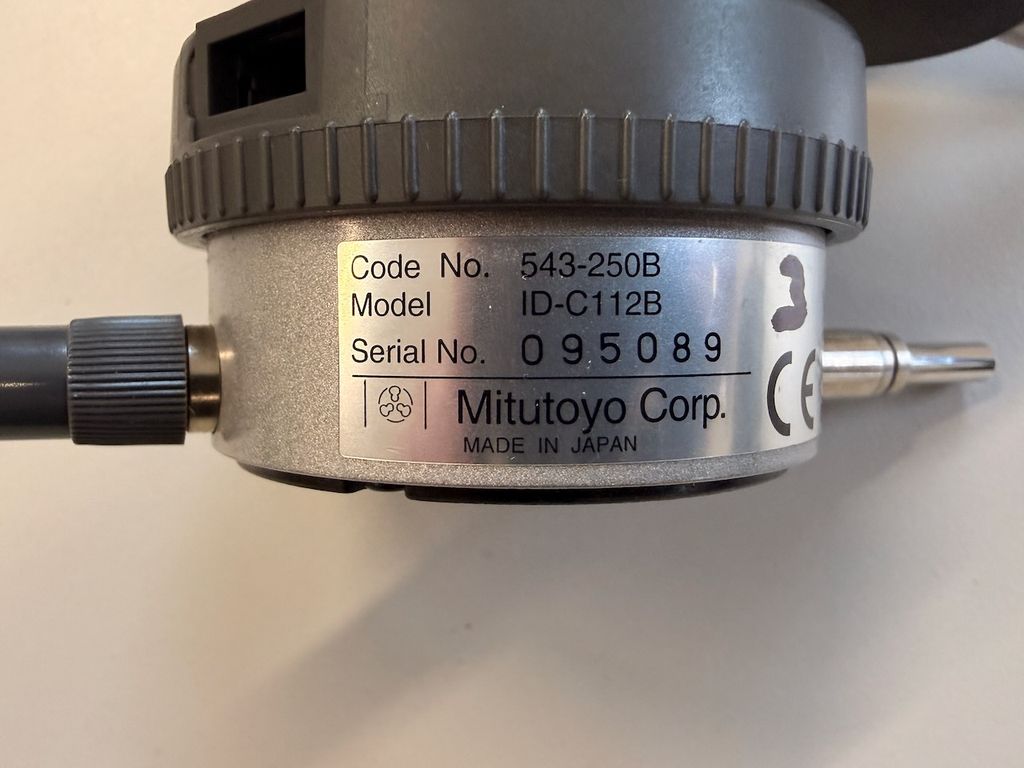 Code No. 543-250B
Model ID-C112B
Serial No. 095089
Mitutoyo Corp.
MADE IN JAPAN
3
CE